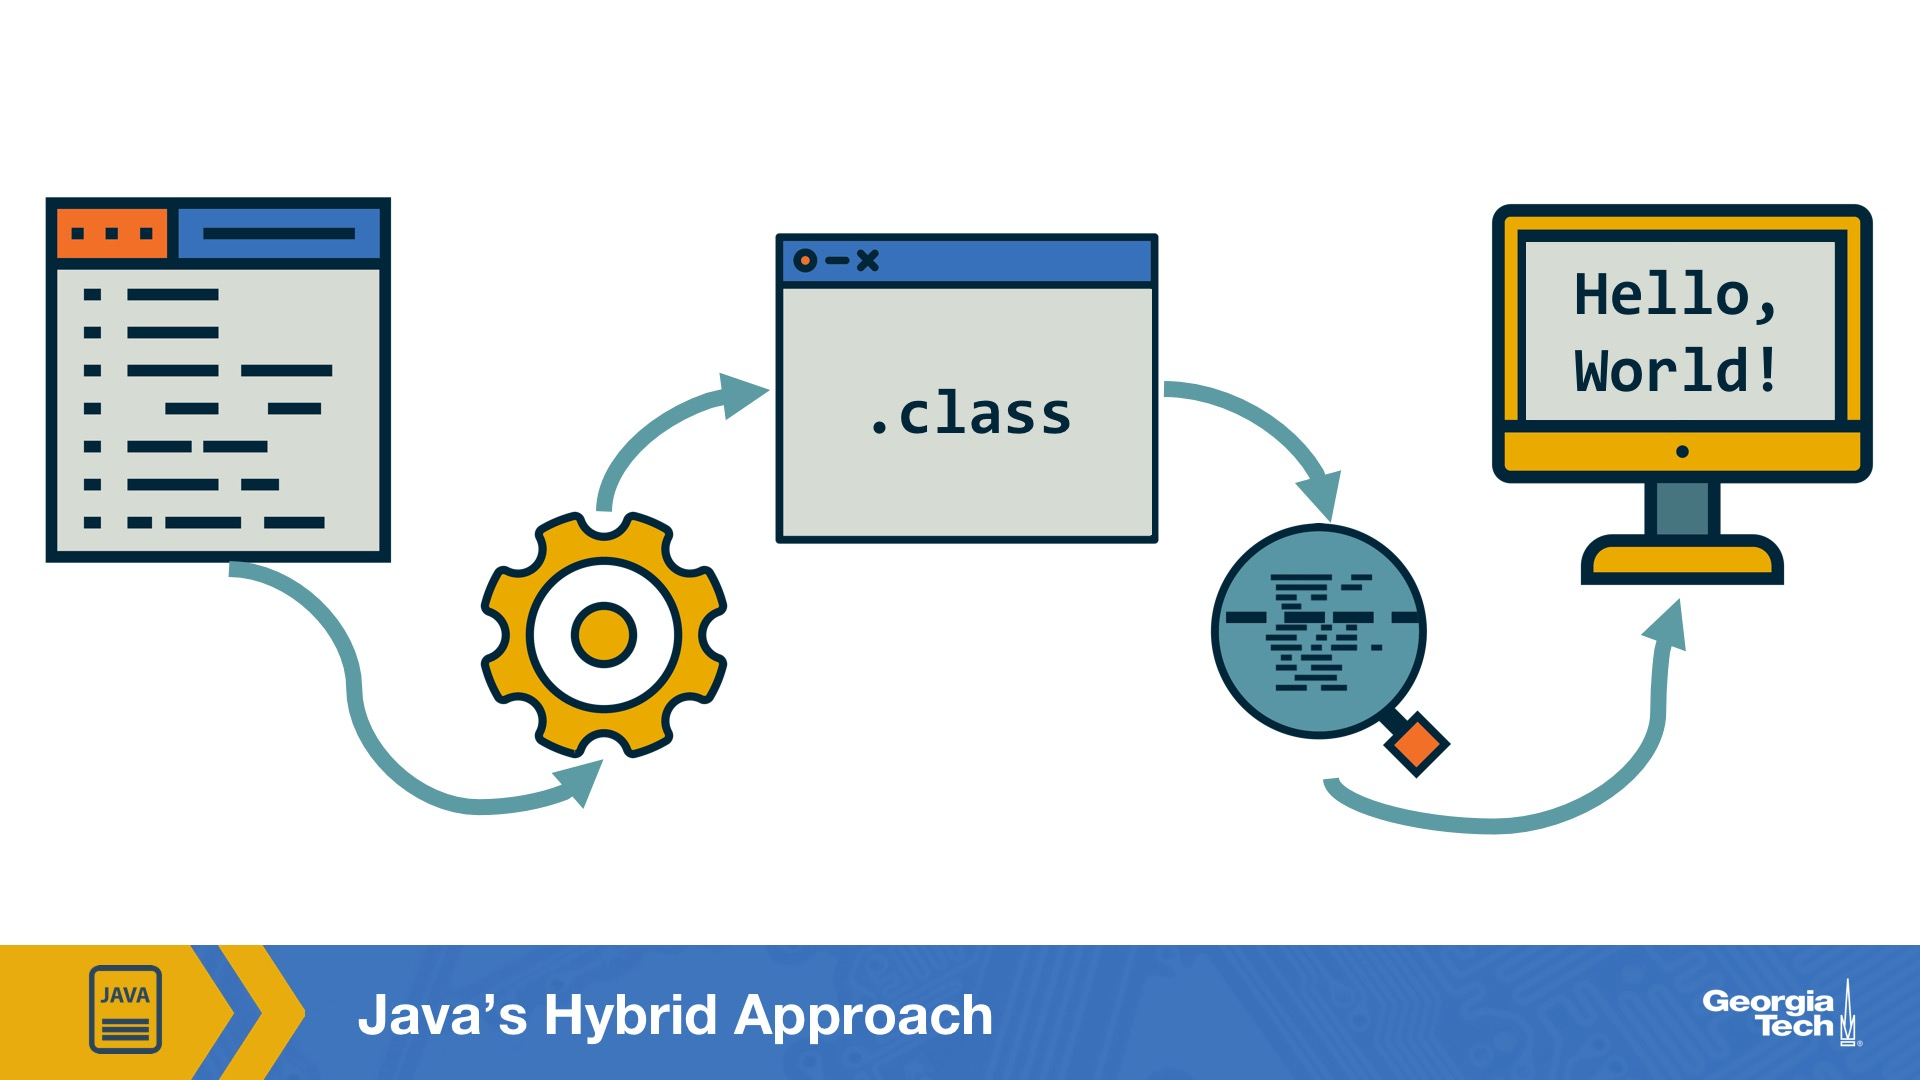 .class
Hello,
World!
JAVA
Java’s Hybrid Approach
Georgia
Tech
®